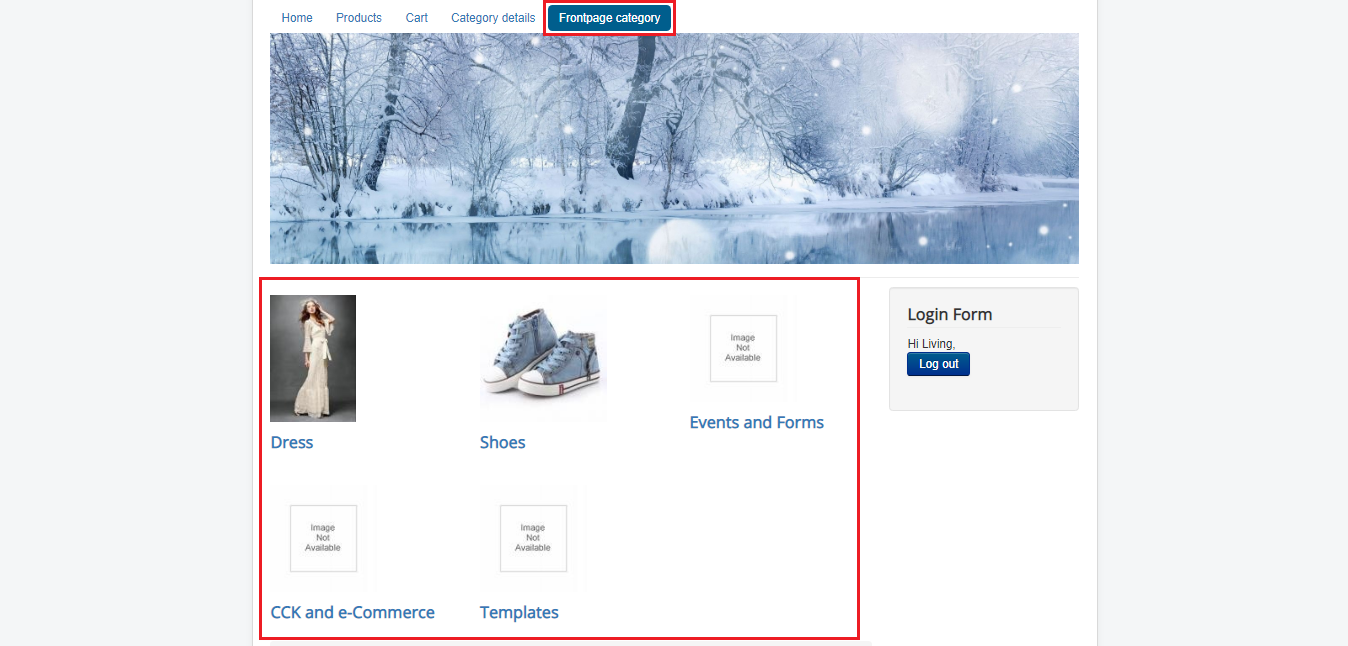 Home Products Cart Category details Frontpage category
Login Form
Hi Living,
Log out
Image
Not
Available
Dress
Shoes
Events and Forms
Image
Not
Available
Image
Not
Available
CCK and e-Commerce
Templates